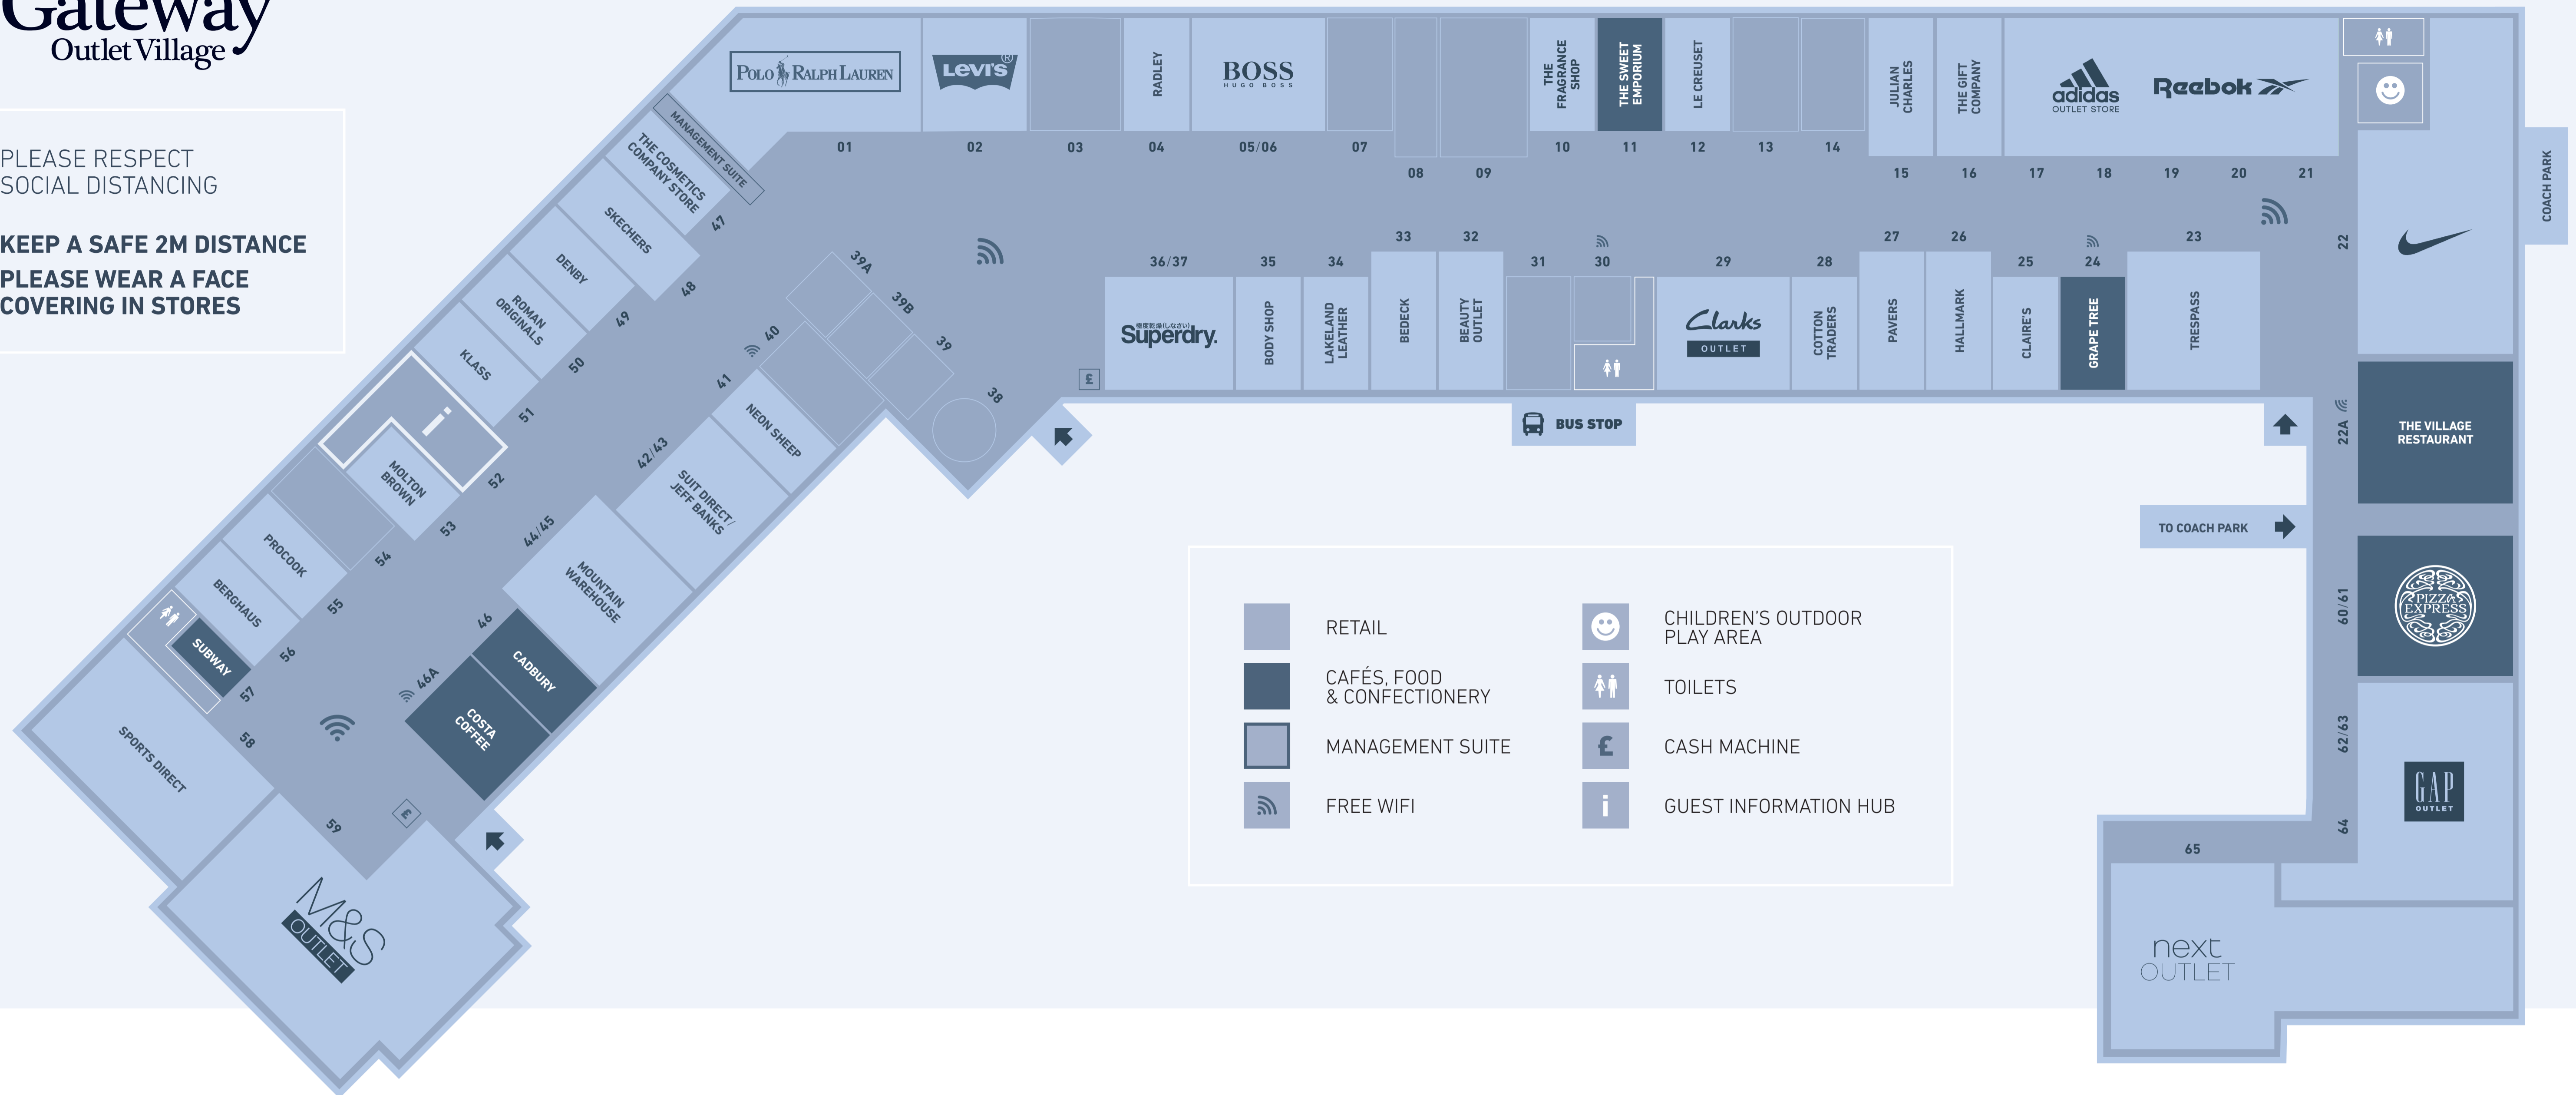 Gateway
Outlet Village
PLEASE RESPECT
SOCIAL DISTANCING
KEEP A SAFE 2M DISTANCE
PLEASE WEAR A FACE
COVERING IN STORES
POLO RALPH LAUREN
LEVI'S®
RADLEY
BOSS
HUGO BOSS
THE
FRAGRANCE
SHOP
THE SWEET
EMPORIUM
LE CREUSET
JULIAN
CHARLES
THE GIFT
COMPANY
adidas
OUTLET STORE
Reebok
01
02
03
04
05/06
07
08
09
10
11
12
13
14
15
16
17
18
19
20
21
COACH PARK
22
MANAGEMENT SUITE
THE COSMETICS
COMPANY STORE
47
SKECHERS
48
DENBY
49
ROMAN
ORIGINALS
50
KLASS
51
i
52
MOLTON
BROWN
53
54
PROCOOK
55
BERGHAUS
56
SUBWAY
57
SPORTS DIRECT
58
59
£
M&S
OUTLET
39A
39B
39
38
40
41
NEON SHEEP
42/43
SUIT DIRECT/
JEFF BANKS
44/45
MOUNTAIN
WAREHOUSE
46
CADBURY
46A
COSTA
COFFEE
£
36/37
35
34
33
32
31
30
29
28
27
26
25
24
23
極度乾燥(しなさい)
Superdry.
BODY SHOP
LAKELAND
LEATHER
BEDECK
BEAUTY
OUTLET
Clarks
OUTLET
COTTON
TRADERS
PAVERS
HALLMARK
CLAIRE'S
GRAPE TREE
TRESPASS
BUS STOP
22A
THE VILLAGE
RESTAURANT
TO COACH PARK
60/61
PIZZA
EXPRESS
62/63
GAP
OUTLET
64
65
next
OUTLET
RETAIL
CAFÉS, FOOD
& CONFECTIONERY
MANAGEMENT SUITE
FREE WIFI
CHILDREN'S OUTDOOR
PLAY AREA
TOILETS
£
CASH MACHINE
i
GUEST INFORMATION HUB